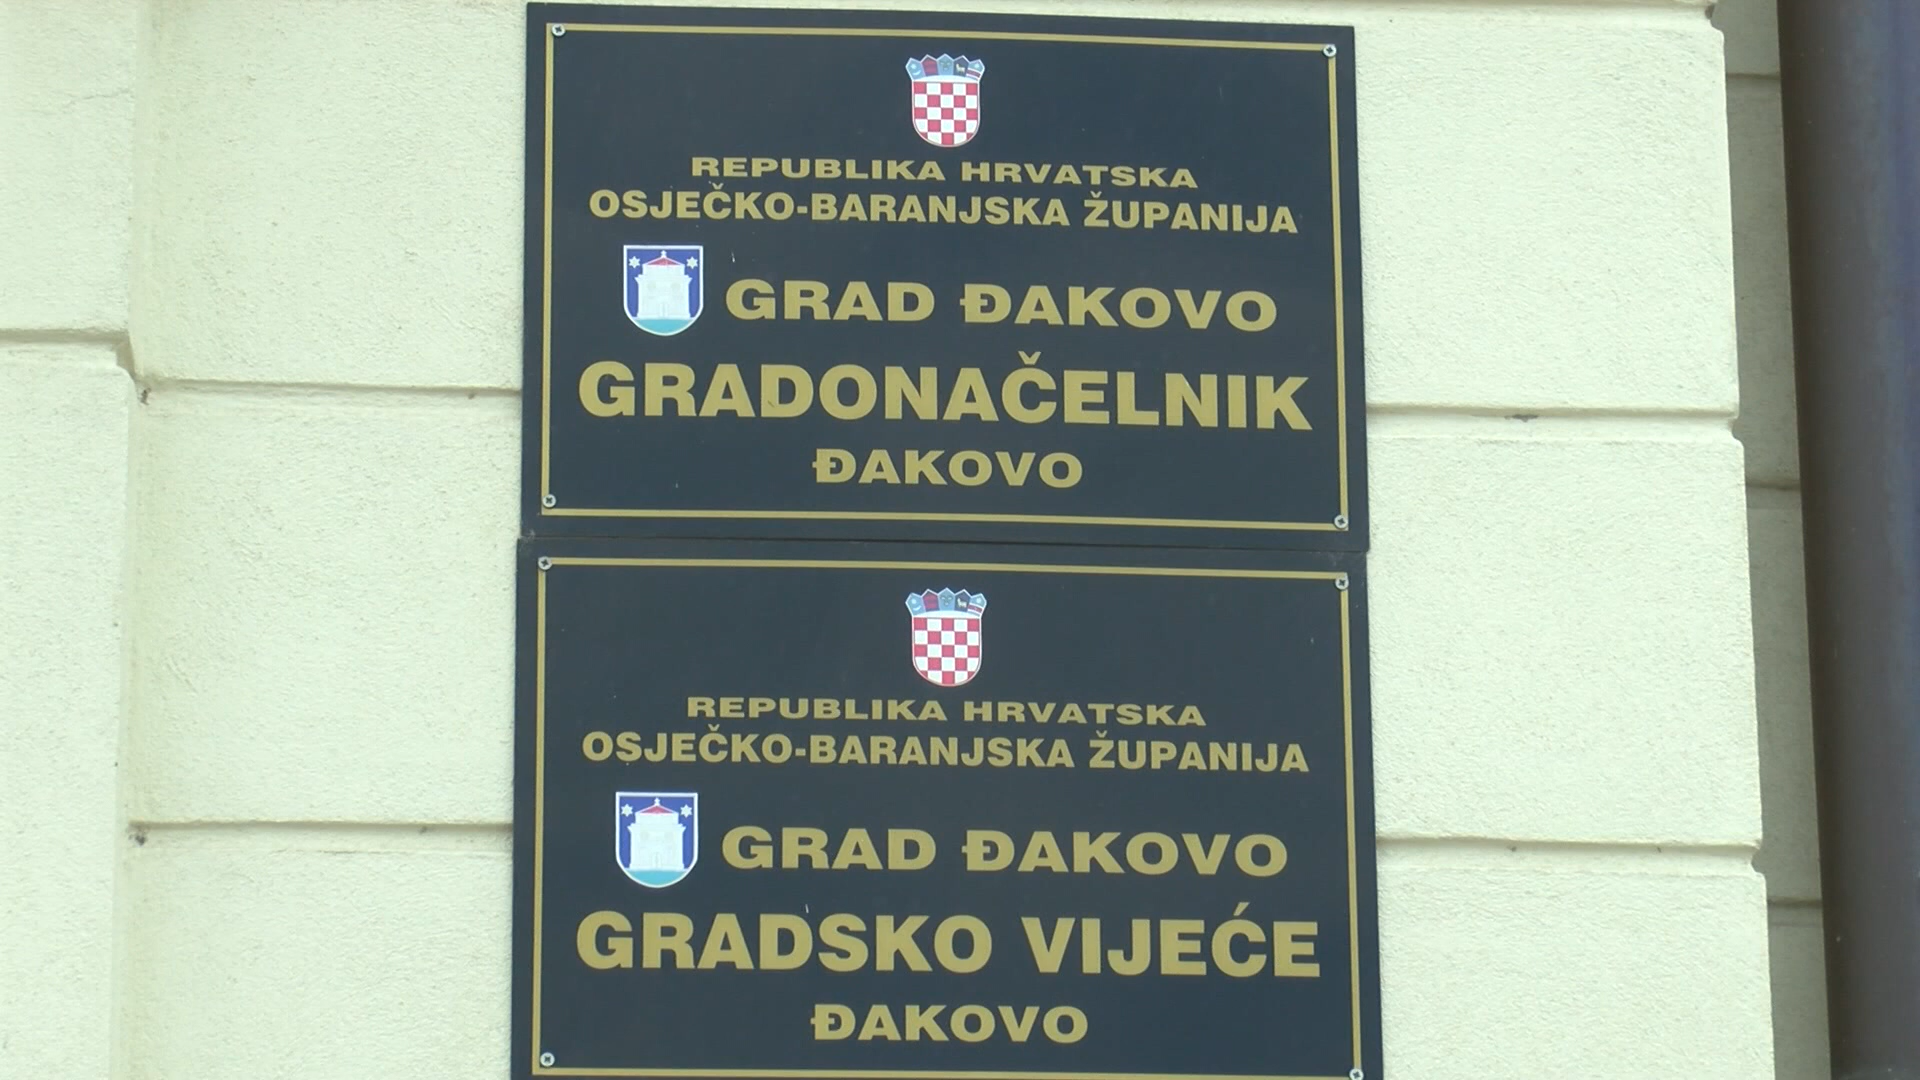 REPUBLIKA HRVATSKA
OSJEČKO-BARANJSKA ŽUPANIJA
GRAD ĐAKOVO
GRADONAČELNIK
ĐAKOVO
REPUBLIKA HRVATSKA
OSJEČKO-BARANJSKA ŽUPANIJA
GRAD ĐAKOVO
GRADSKO VIJEĆE
ĐAKOVO